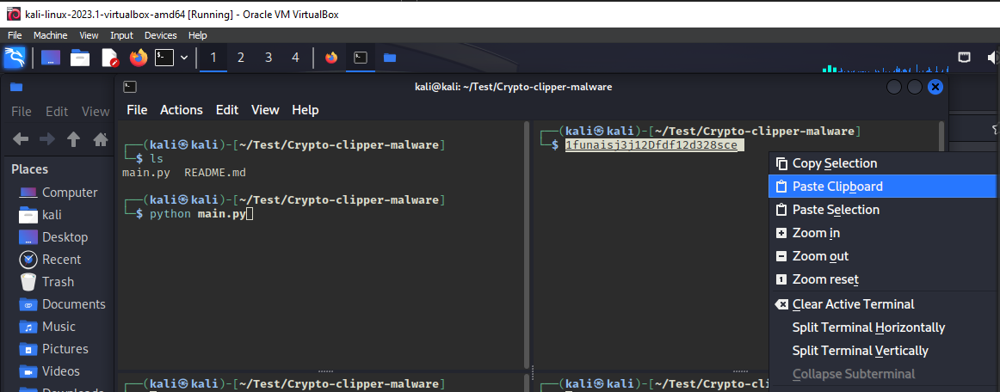 kali-linux-2023.1-virtualbox-amd64 [Running] - Oracle VM VirtualBox
File Machine View Input Devices Help
1 2 3 4
kali@kali: ~/Test/Crypto-clipper-malware
File Edit View
Places
Computer
kali
Desktop
Recent
Trash
Documents
Music
Pictures
Videos
File Actions Edit View Help
┌──(kali㉿kali)-[~/Test/Crypto-clipper-malware]
└─$ ls
main.py README.md
┌──(kali㉿kali)-[~/Test/Crypto-clipper-malware]
└─$ python main.py
┌──(kali㉿kali)-[~/Test/Crypto-clipper-malware]
└─$ 1funaisj3j12Dfdf12d328sce
Copy Selection
Paste Clipboard
Paste Selection
Zoom in
Zoom out
Zoom reset
Clear Active Terminal
Split Terminal Horizontally
Split Terminal Vertically
Collapse Subterminal
┌──(kali㉿kali)-[~/Test/Crypto-clipper-malware]
┌──(kali㉿kali)-[~/Test/Crypto-cli